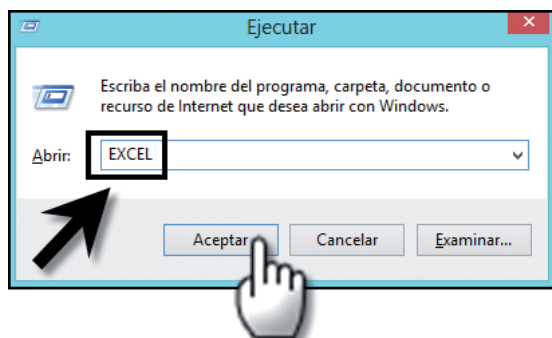 Ejecutar
Escriba el nombre del programa, carpeta, documento o
recurso de Internet que desea abrir con Windows.
Abrir: EXCEL
Aceptar Cancelar Examinar...